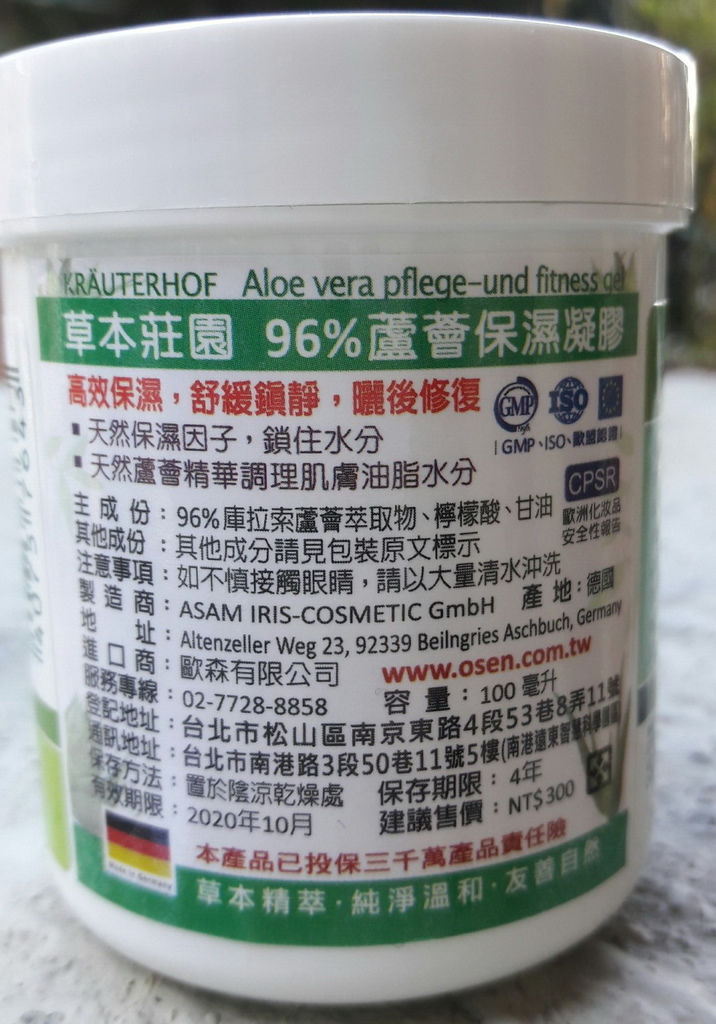 KRÄUTERHOF Aloe vera pflege-und fitness gel
草本莊園 96%蘆薈保濕凝膠
高效保濕，舒緩鎮靜，曬後修復
GMP ISO
▪天然保濕因子，鎖住水分
GMP、ISO、歐盟認證
▪天然蘆薈精華調理肌膚油脂水分
CPSR
歐洲化妝品
安全性報告
主成份：96%庫拉索蘆薈萃取物、檸檬酸、甘油
其他成份：其他成分請見包裝原文標示
注意事項：如不慎接觸眼睛，請以大量清水沖洗
製造商：ASAM IRIS-COSMETIC GmbH 產地：德國
地址：Altenzeller Weg 23, 92339 Beilngries Aschbuch, Germany
進口商：歐森有限公司 www.osen.com.tw
服務專線：02-7728-8858 容量：100 毫升
登記地址：台北市松山區南京東路4段53巷8弄11號
通訊地址：台北市南港路3段50巷11號5樓(南港遠東智慧科學園區)
保存方法：置於陰涼乾燥處 保存期限：4年
有效期限：2020年10月 建議售價：NT$300
Made in Germany
本產品已投保三千萬產品責任險
草本精萃·純淨溫和·友善自然